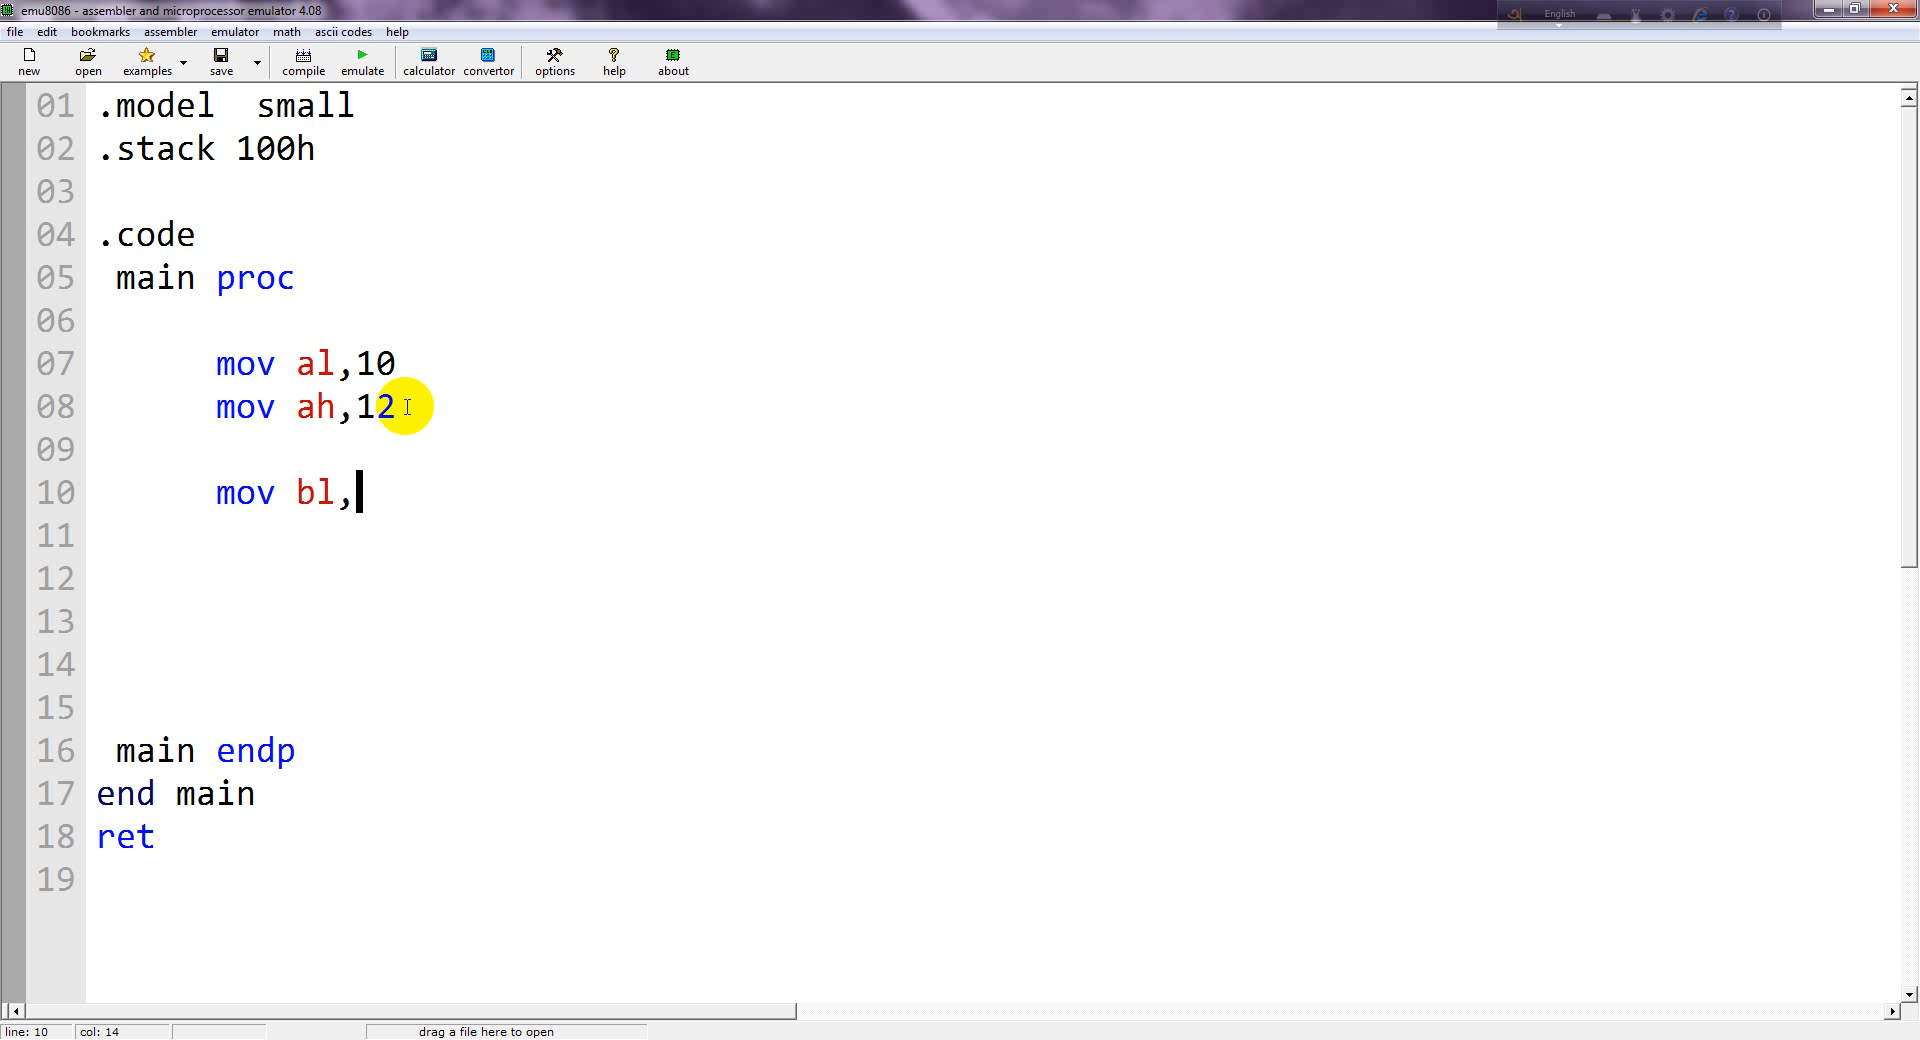 emu8086 - assembler and microprocessor emulator 4.08
English
file edit bookmarks assembler emulator math ascii codes help
new open examples save compile emulate calculator convertor options help about
01 .model  small
02 .stack 100h
03
04 .code
05 main proc
06
07 mov al,10
08 mov ah,12
09
10 mov bl,
11
12
13
14
15
16 main endp
17 end main
18 ret
19
line: 10 col: 14 drag a file here to open